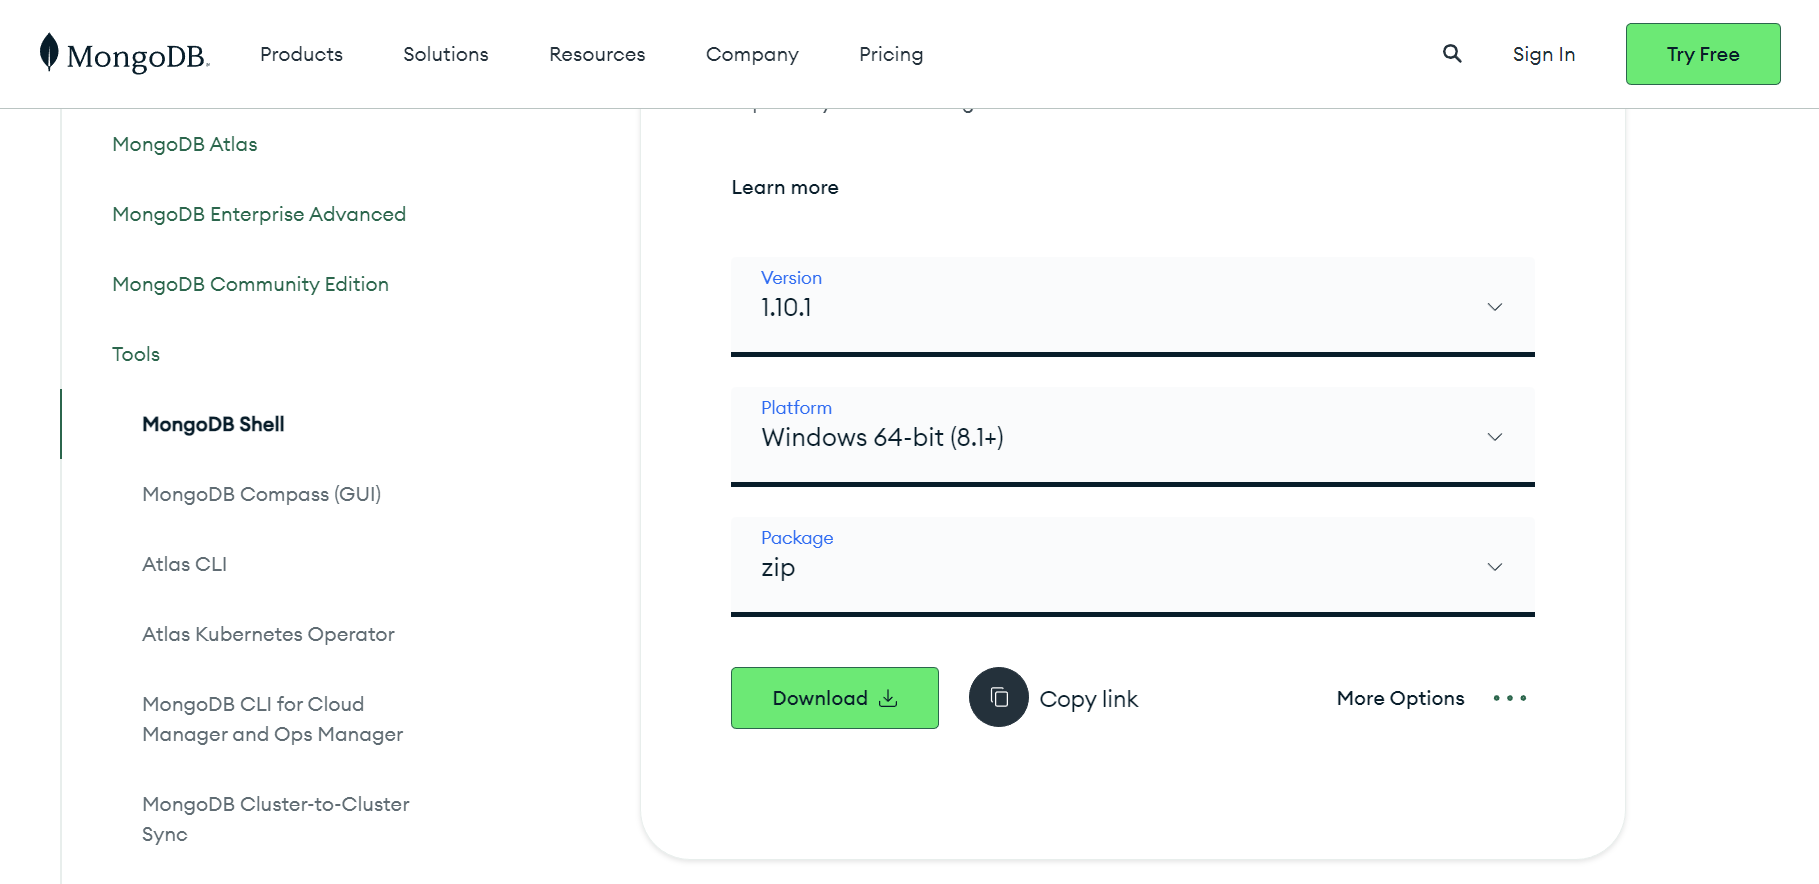 MongoDB.
Products
Solutions
Resources
Company
Pricing
Sign In
Try Free
MongoDB Atlas
MongoDB Enterprise Advanced
MongoDB Community Edition
Tools
MongoDB Shell
MongoDB Compass (GUI)
Atlas CLI
Atlas Kubernetes Operator
MongoDB CLI for Cloud
Manager and Ops Manager
MongoDB Cluster-to-Cluster
Sync
Learn more
Version
1.10.1
Platform
Windows 64-bit (8.1+)
Package
zip
Download
Copy link
More Options